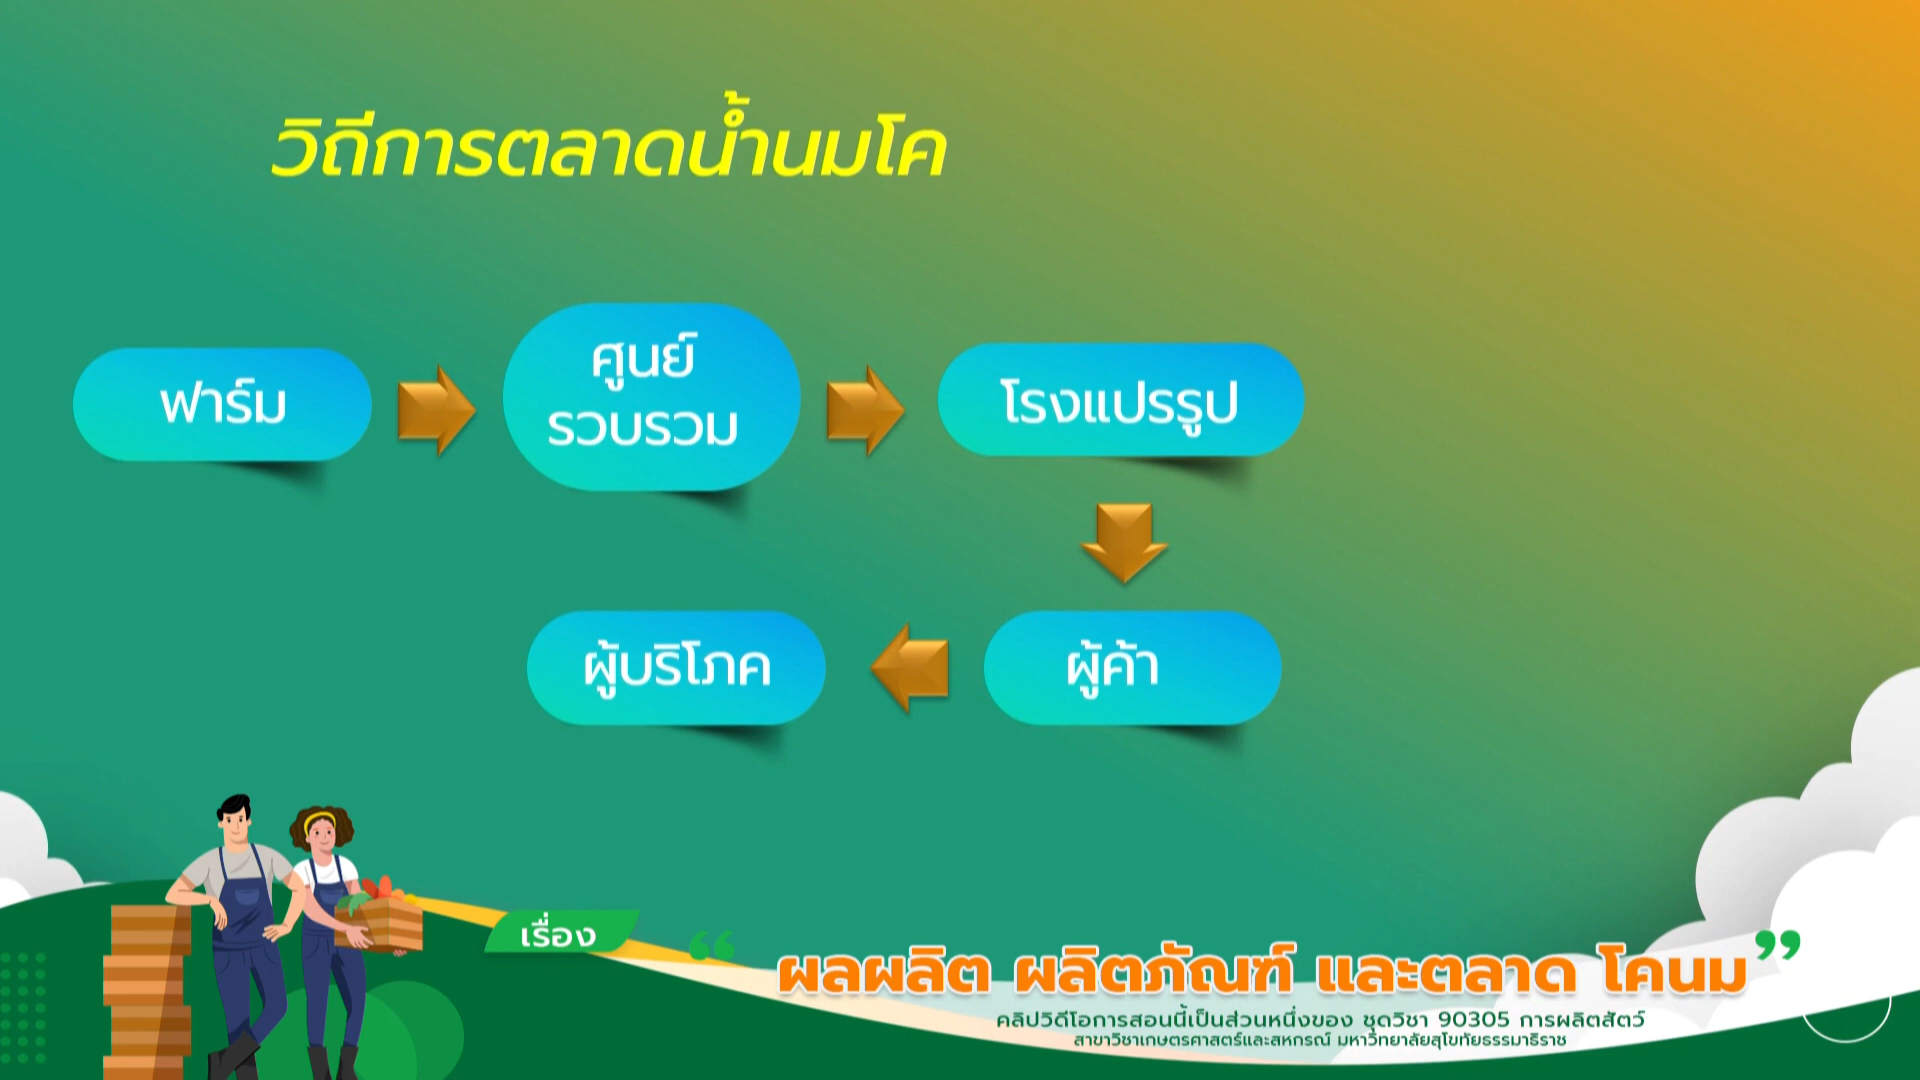 วิถีการตลาดน้ำนมโค
ฟาร์ม
ศูนย์
รวบรวม
โรงแปรรูป
ผู้บริโภค
ผู้ค้า
เรื่อง
“ ผลผลิต ผลิตภัณฑ์ และตลาด โคนม ”
คลิปวิดีโอการสอนนี้เป็นส่วนหนึ่งของ ชุดวิชา 90305 การผลิตสัตว์
สาขาวิชาเกษตรศาสตร์และสหกรณ์ มหาวิทยาลัยสุโขทัยธรรมาธิราช